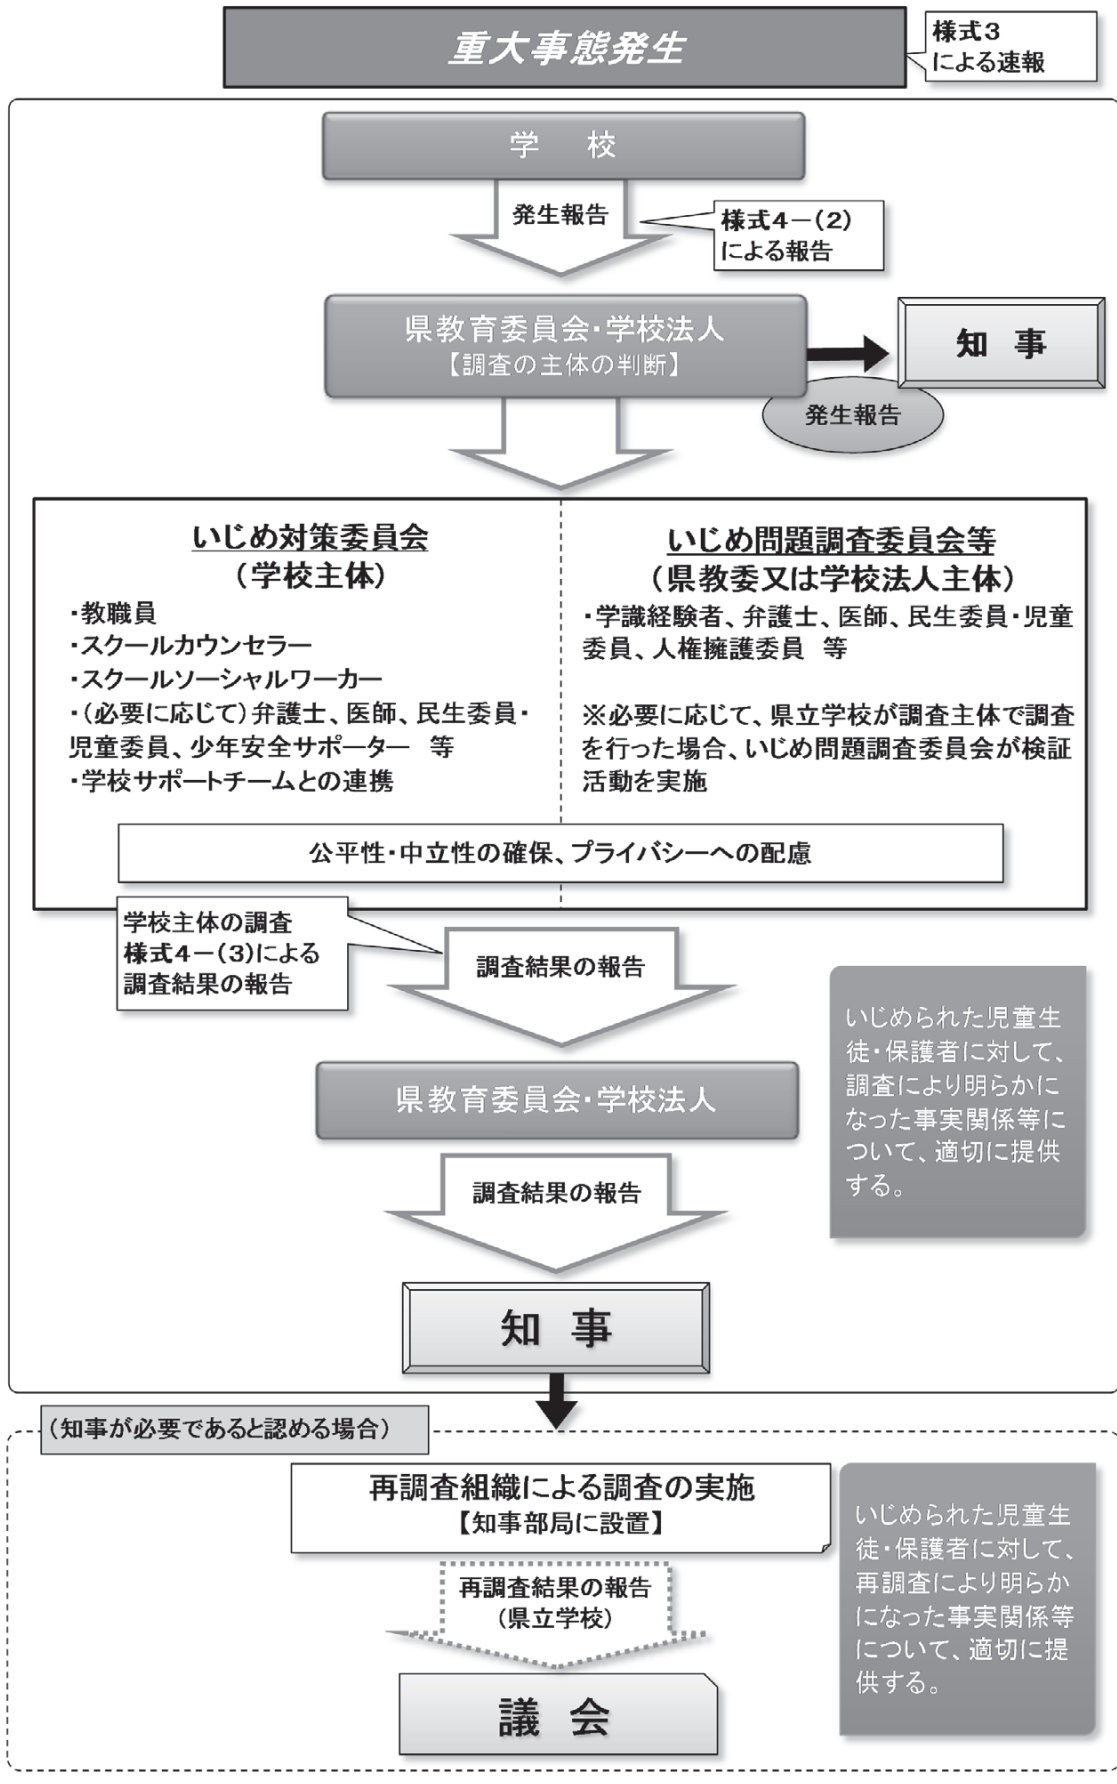 重大事態発生
様式3
による速報
学　校
発生報告
様式4－(2)
による報告
県教育委員会・学校法人
【調査の主体の判断】
知　事
発生報告
いじめ対策委員会
（学校主体）
・教職員
・スクールカウンセラー
・スクールソーシャルワーカー
・（必要に応じて）弁護士、医師、民生委員・
児童委員、少年安全サポーター　等
・学校サポートチームとの連携
いじめ問題調査委員会等
（県教委又は学校法人主体）
・学識経験者、弁護士、医師、民生委員・児童
委員、人権擁護委員　等
※必要に応じて、県立学校が調査主体で調査
を行った場合、いじめ問題調査委員会が検証
活動を実施
公平性・中立性の確保、プライバシーへの配慮
学校主体の調査
様式4－(3)による
調査結果の報告
調査結果の報告
県教育委員会・学校法人
調査結果の報告
いじめられた児童生
徒・保護者に対して、
調査により明らかに
なった事実関係等に
ついて、適切に提供
する。
知　事
（知事が必要であると認める場合）
再調査組織による調査の実施
【知事部局に設置】
再調査結果の報告
（県立学校）
議　会
いじめられた児童生
徒・保護者に対して、
再調査により明らか
になった事実関係等
について、適切に提
供する。